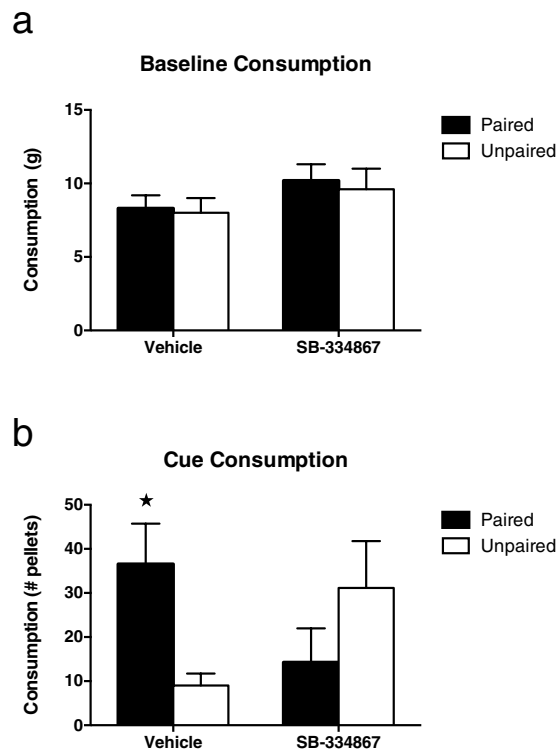 a
Baseline Consumption
Consumption (g)
15
10
5
0
Vehicle
SB-334867
Paired
Unpaired
b
Cue Consumption
Consumption (# pellets)
50
40
30
20
10
0
Vehicle
SB-334867
Paired
Unpaired